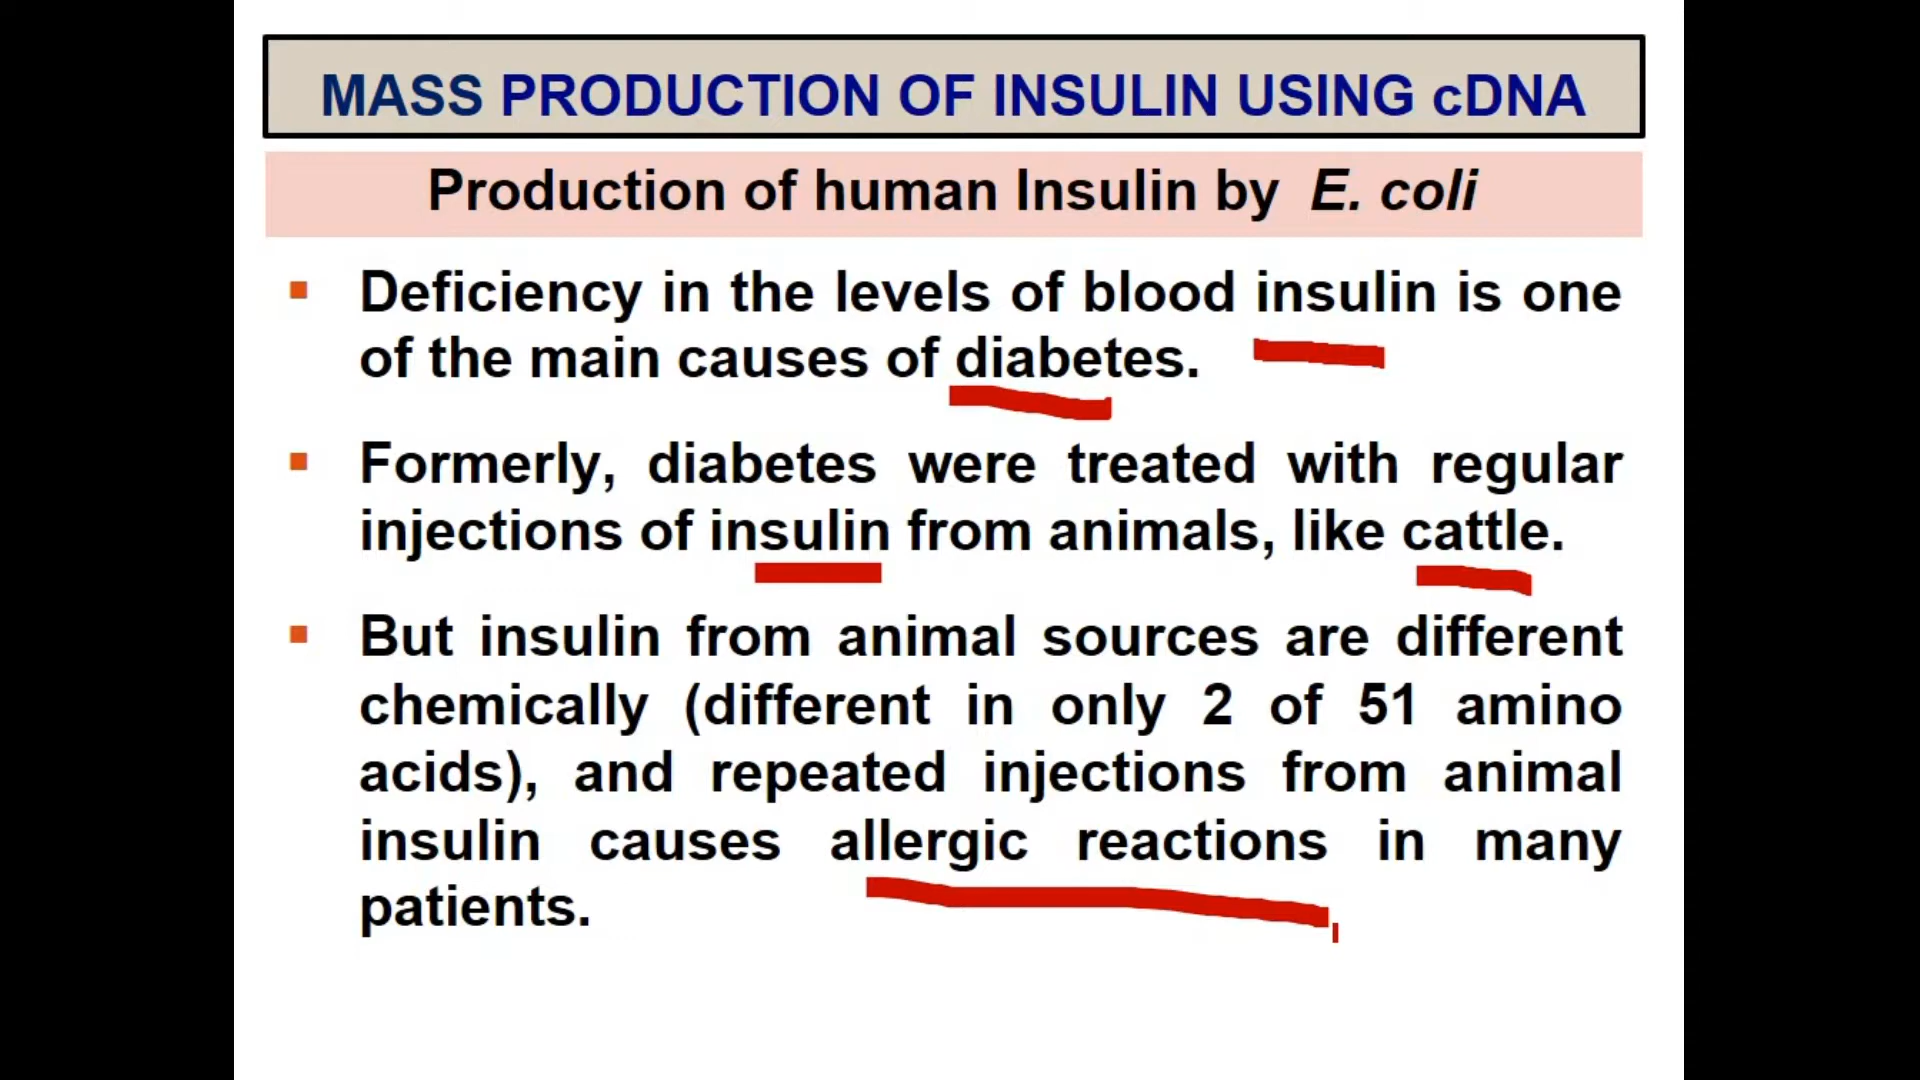 MASS PRODUCTION OF INSULIN USING cDNA
Production of human Insulin by E. coli
▪ Deficiency in the levels of blood insulin is one
of the main causes of diabetes.
▪ Formerly, diabetes were treated with regular
injections of insulin from animals, like cattle.
▪ But insulin from animal sources are different
chemically (different in only 2 of 51 amino
acids), and repeated injections from animal
insulin causes allergic reactions in many
patients.